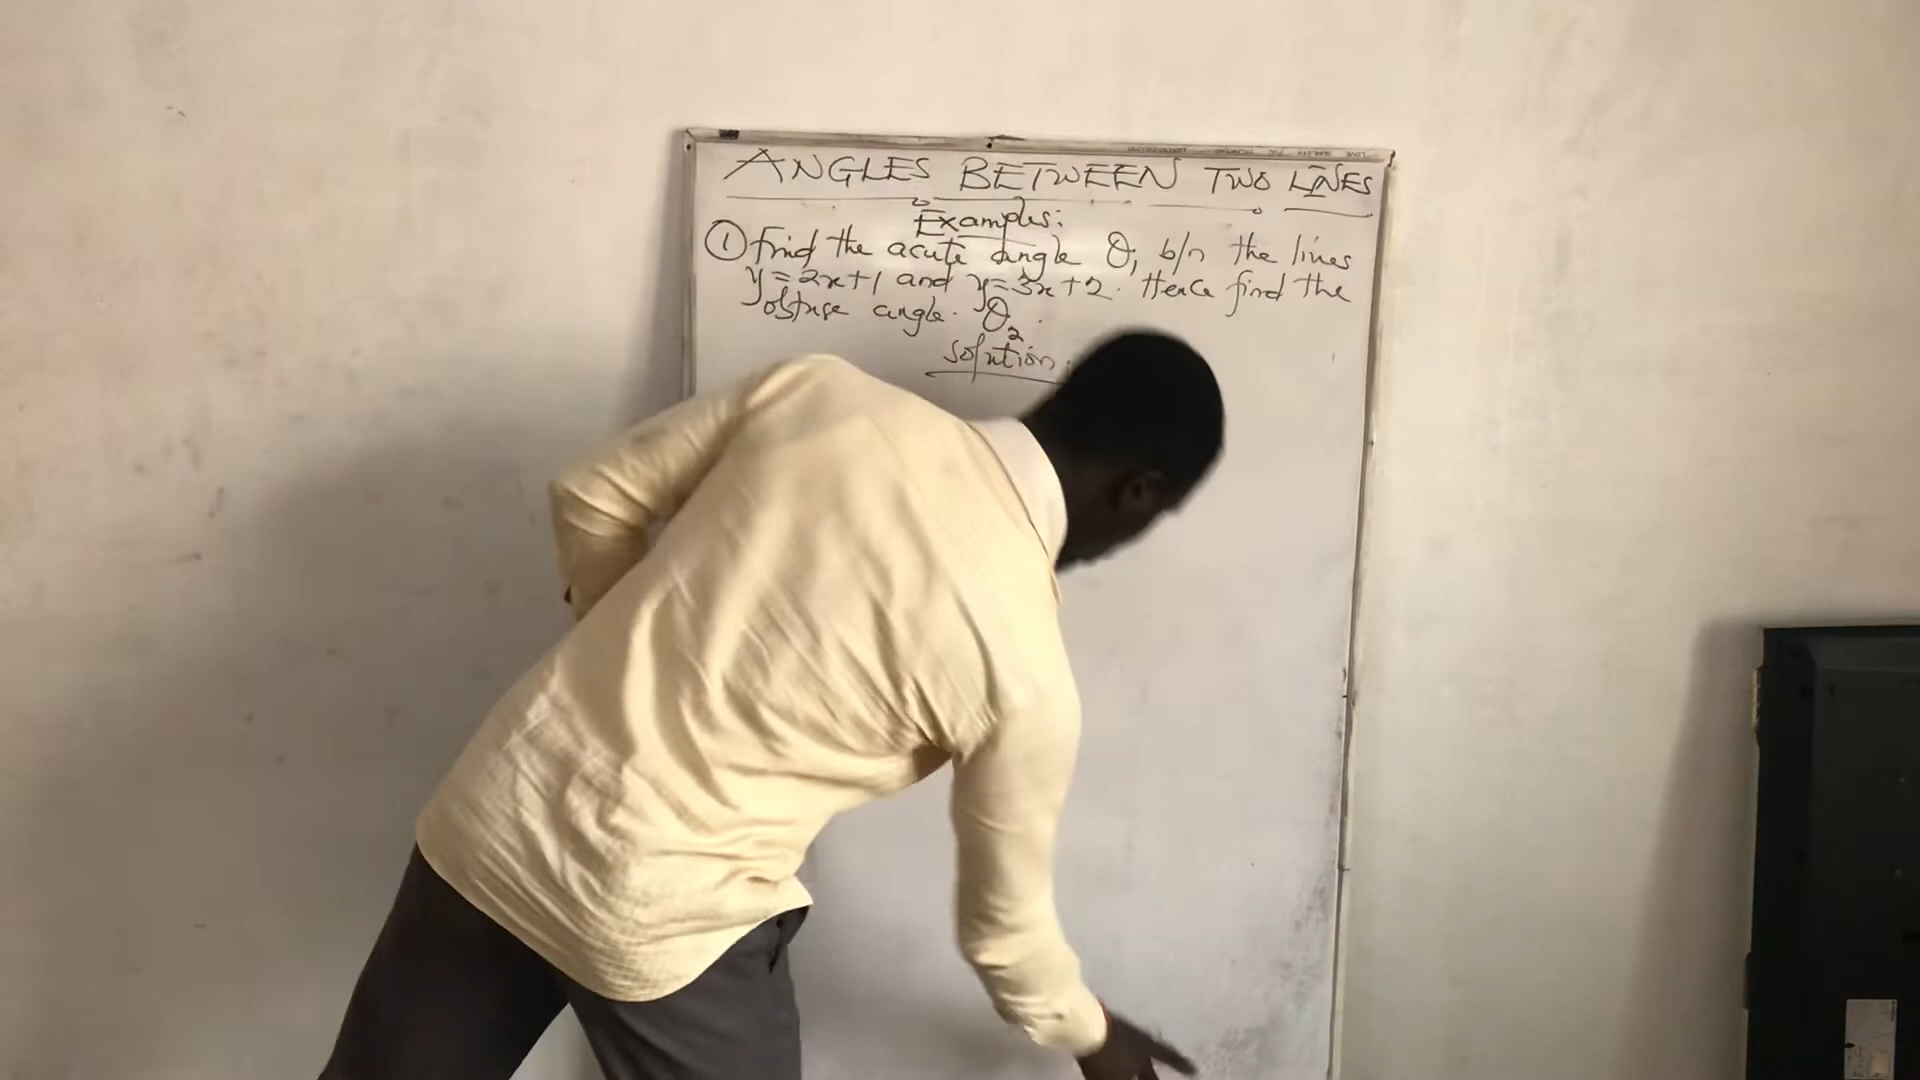 ANGLES BETWEEN TWO LINES
Examples:
① Find the acute angle θ, b/n the lines
y=2x+1 and y=3x+2. Hence find the
obtuse angle. θ2.
Solution: